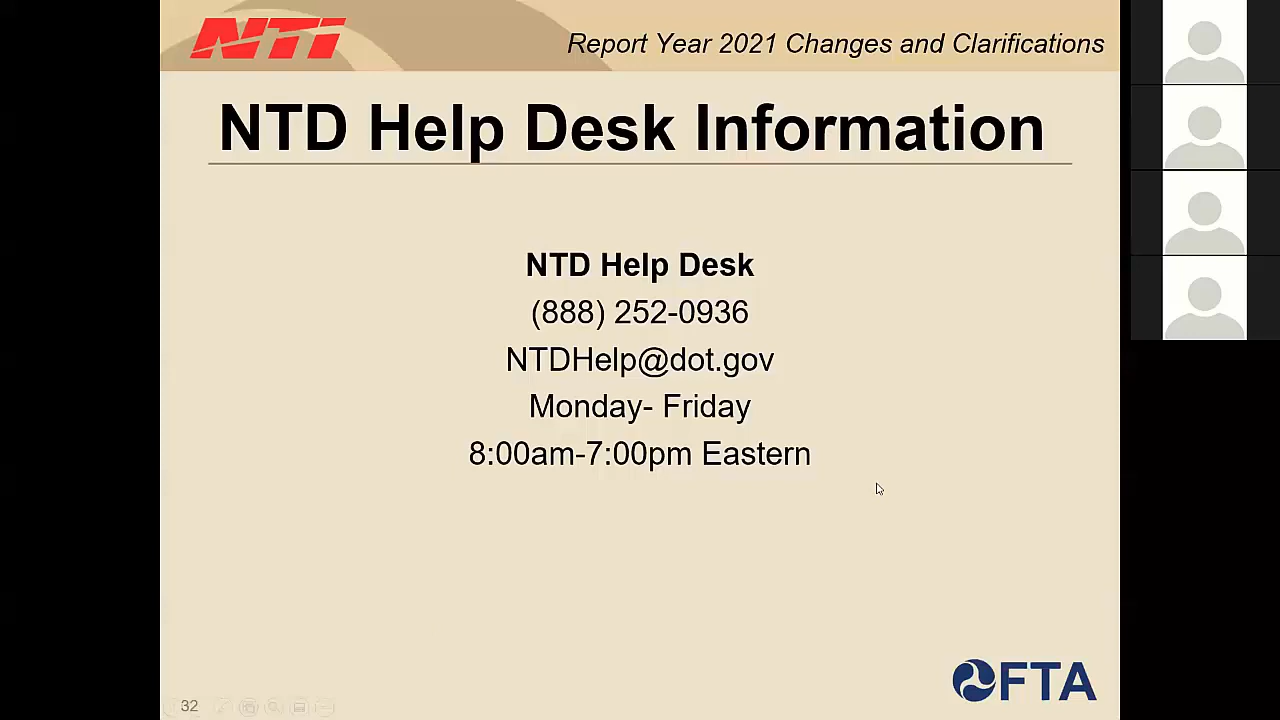 NTI
Report Year 2021 Changes and Clarifications
NTD Help Desk Information
NTD Help Desk
(888) 252-0936
NTDHelp@dot.gov
Monday- Friday
8:00am-7:00pm Eastern
FTA
32